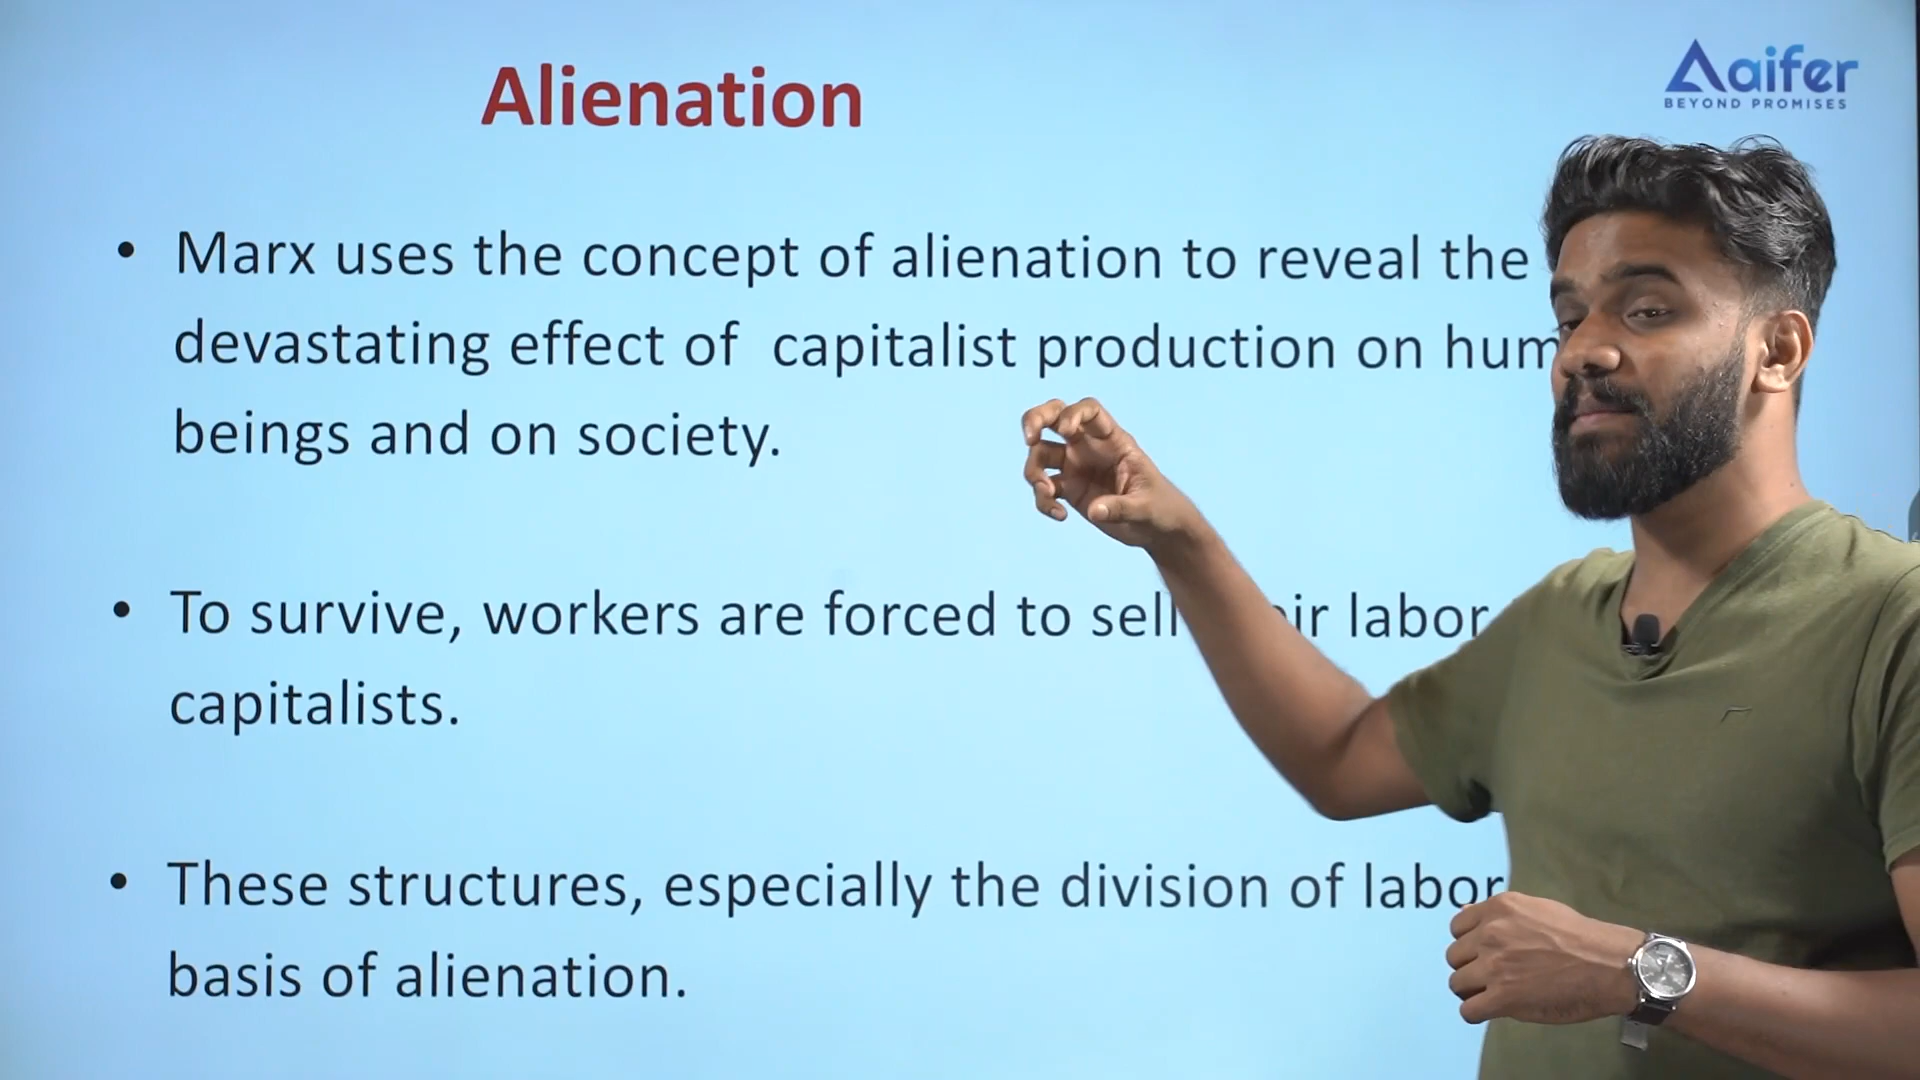 Alienation
Aaifer
BEYOND PROMISES
• Marx uses the concept of alienation to reveal the
devastating effect of capitalist production on hum
beings and on society.
• To survive, workers are forced to sell ir labor
capitalists.
• These structures, especially the division of labor
basis of alienation.